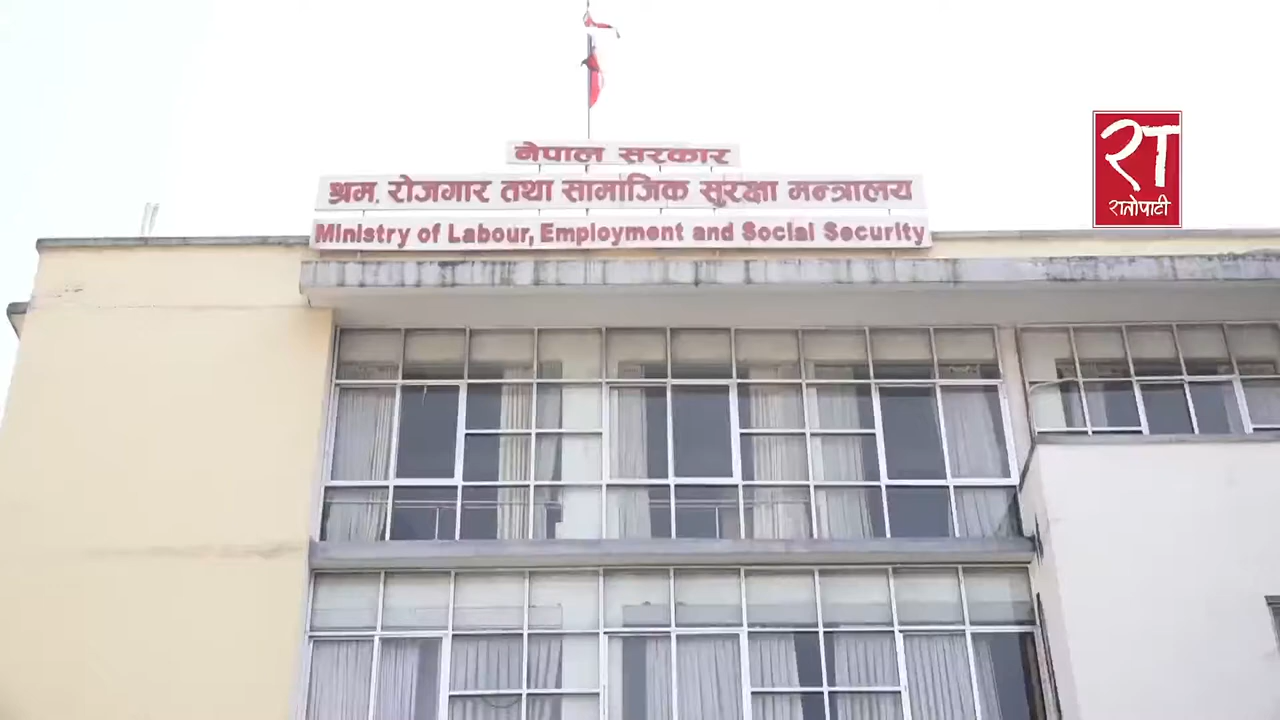 नेपाल सरकार
श्रम, रोजगार तथा सामाजिक सुरक्षा मन्त्रालय
Ministry of Labour, Employment and Social Security
रा
रातोपाटी